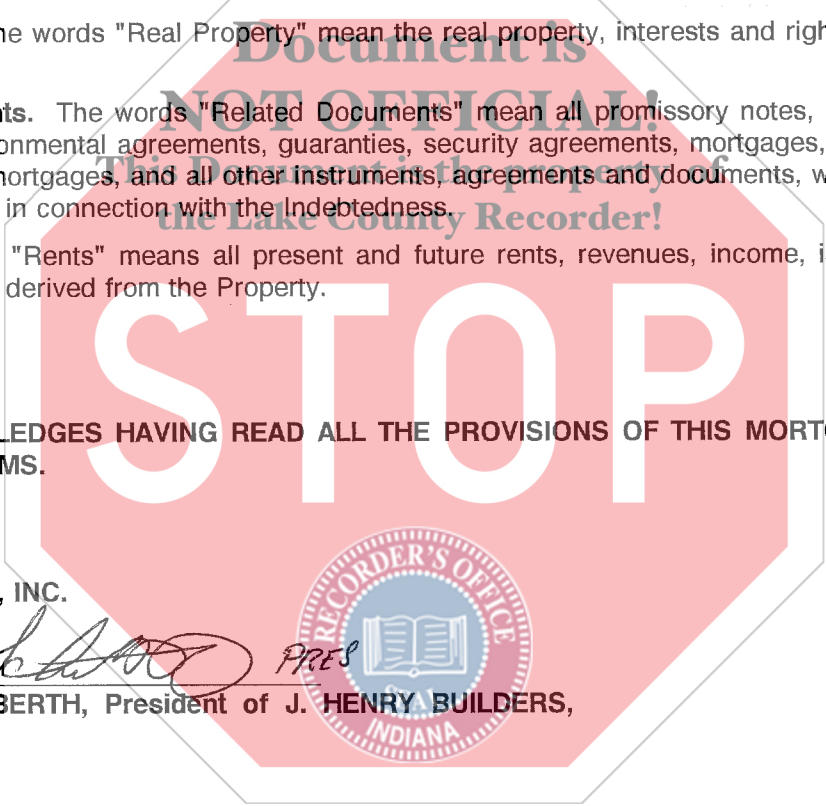 Document is
he words "Real Property" mean the real property, interests and righ
NOT OFFICIAL!
nts. The words "Related Documents" mean all promissory notes,
onmental agreements, guaranties, security agreements, mortgages,
This Document is the property of
nortgages, and all other instruments, agreements and documents, w
in connection with the Indebtedness.
the Lake County Recorder!
"Rents" means all present and future rents, revenues, income, i
derived from the Property.
STOP
LEDGES HAVING READ ALL THE PROVISIONS OF THIS MORT
MS.
RECORDER'S OFFICE
SEAL
INDIANA
, INC.
PRES
BERTH, President of J. HENRY BUILDERS,